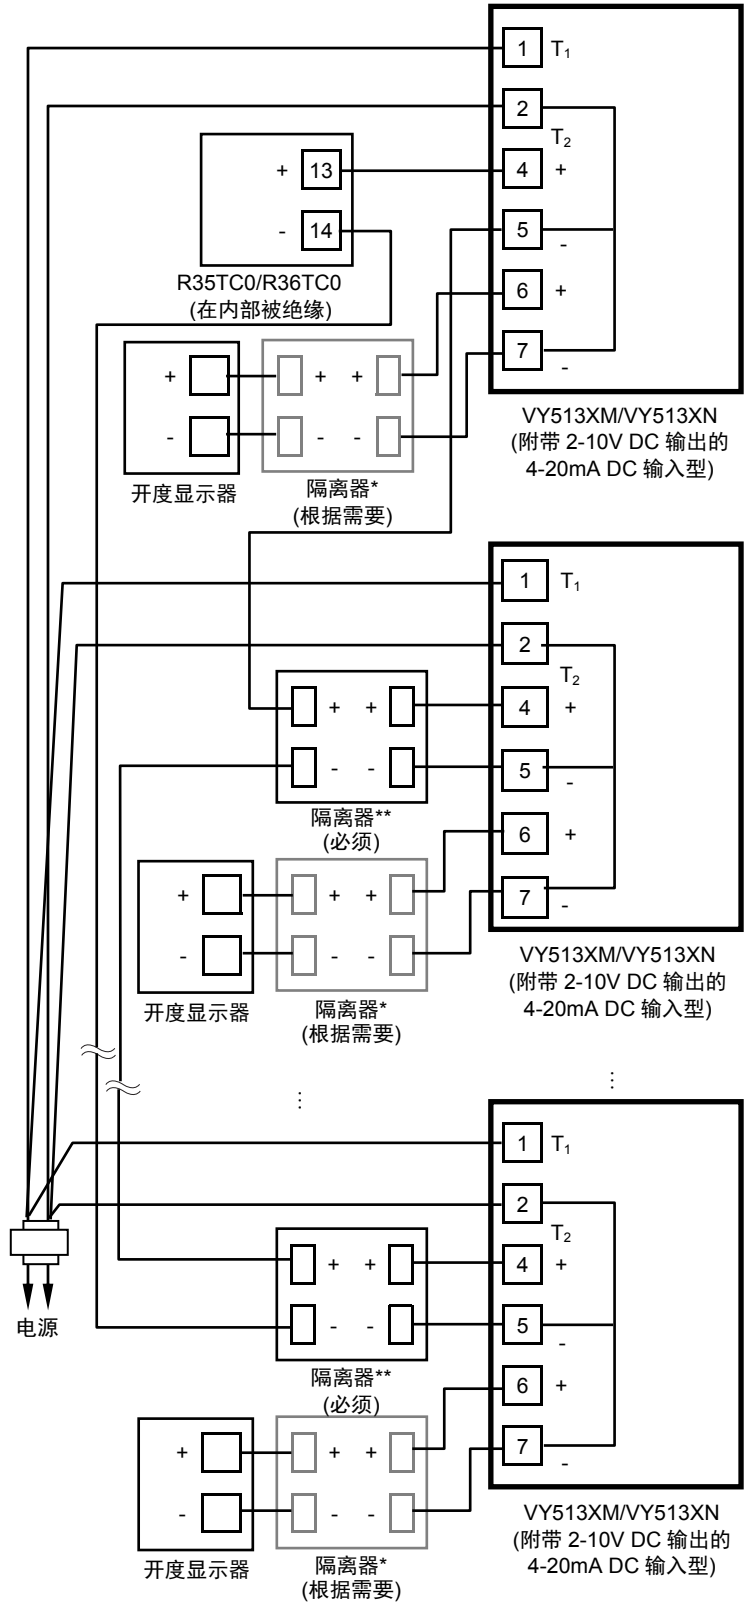 1 T₁
2
T₂
+ 13 4 +
- 14 5 -
R35TC0/R36TC0
(在内部被绝缘)
6 +
7 -
+ + +
- - -
开度显示器
隔离器*
(根据需要)
VY513XM/VY513XN
(附带 2-10V DC 输出的
4-20mA DC 输入型)
1 T₁
2
T₂
+ + 4 +
- - 5 -
隔离器**
(必须)
6 +
7 -
+ + +
- - -
开度显示器
隔离器*
(根据需要)
VY513XM/VY513XN
(附带 2-10V DC 输出的
4-20mA DC 输入型)
⋮ ⋮
1 T₁
2
T₂
+ + 4 +
- - 5 -
电源
隔离器**
(必须)
6 +
7 -
+ + +
- - -
开度显示器
隔离器*
(根据需要)
VY513XM/VY513XN
(附带 2-10V DC 输出的
4-20mA DC 输入型)